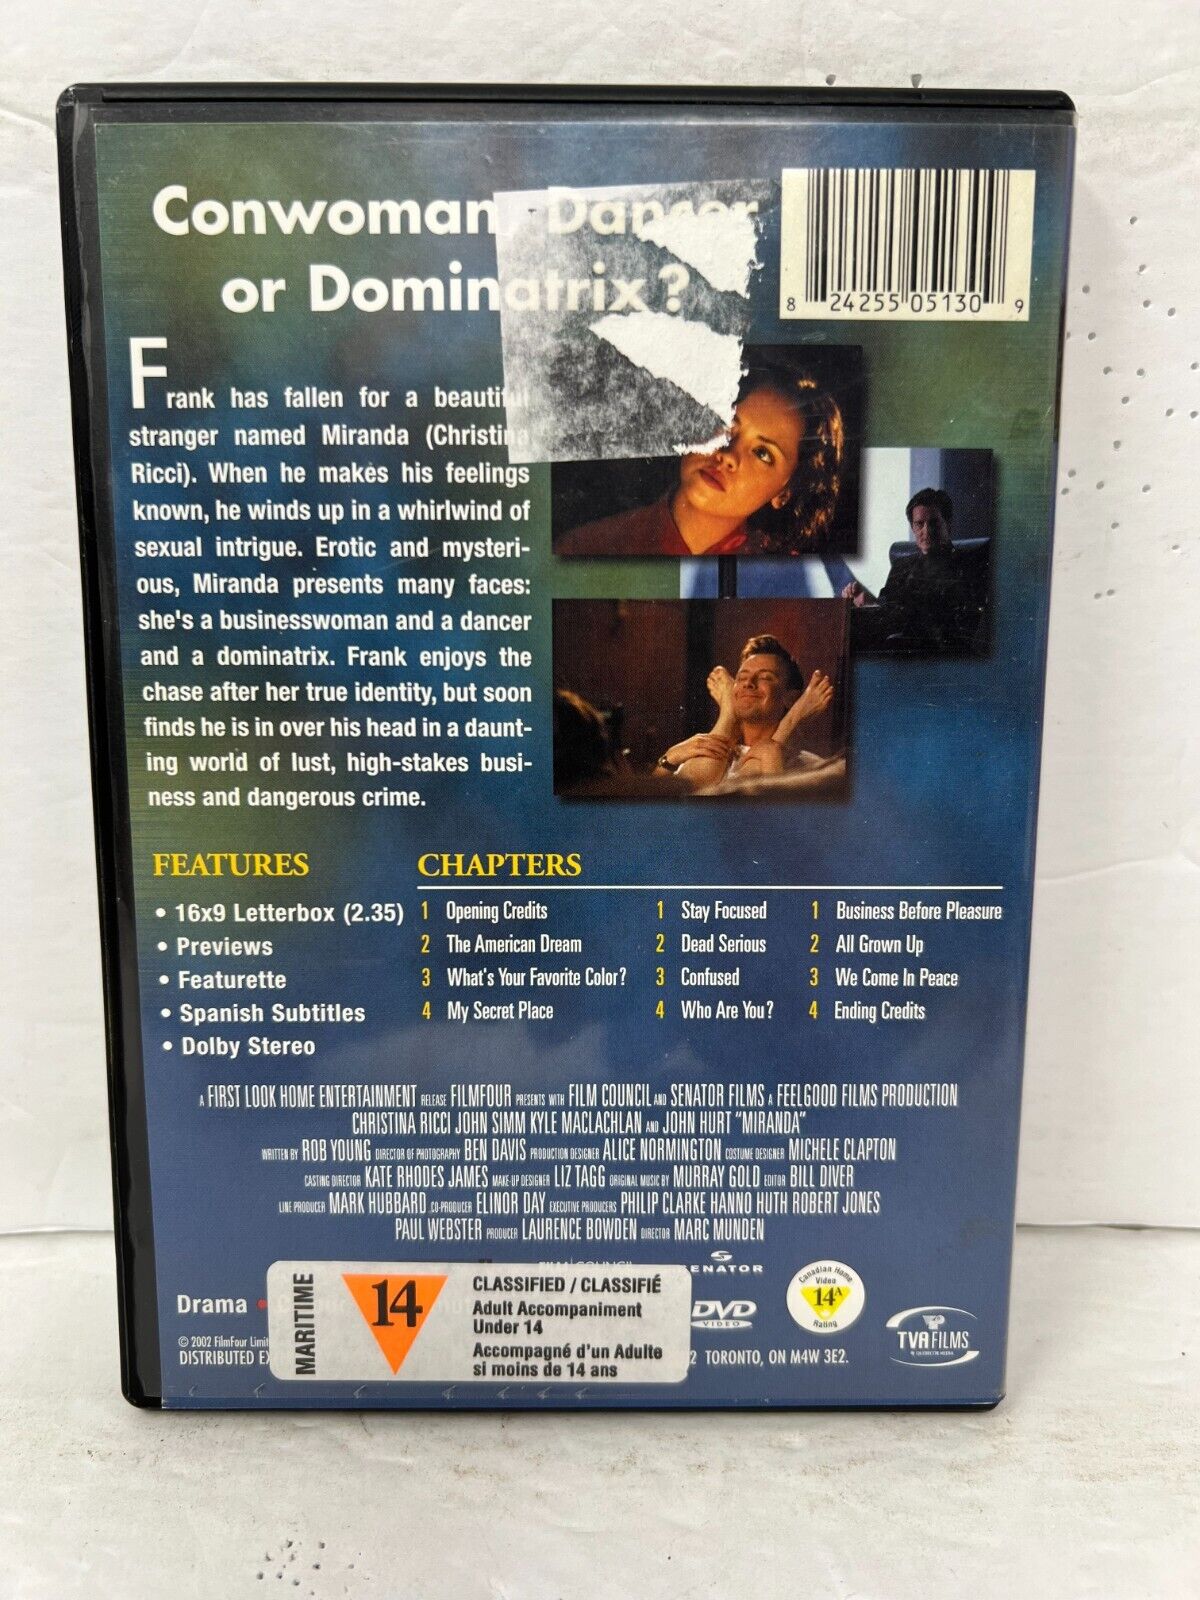 Conwoman, Dancer
or Dominatrix?
8 24255 05130 9
Frank has fallen for a beautiful
stranger named Miranda (Christina
Ricci). When he makes his feelings
known, he winds up in a whirlwind of
sexual intrigue. Erotic and mysteri-
ous, Miranda presents many faces:
she's a businesswoman and a dancer
and a dominatrix. Frank enjoys the
chase after her true identity, but soon
finds he is in over his head in a daunt-
ing world of lust, high-stakes busi-
ness and dangerous crime.
FEATURES
• 16x9 Letterbox (2.35)
• Previews
• Featurette
• Spanish Subtitles
• Dolby Stereo
CHAPTERS
1 Opening Credits
2 The American Dream
3 What's Your Favorite Color?
4 My Secret Place
1 Stay Focused
2 Dead Serious
3 Confused
4 Who Are You?
1 Business Before Pleasure
2 All Grown Up
3 We Come In Peace
4 Ending Credits
A FIRST LOOK HOME ENTERTAINMENT RELEASE FILMFOUR PRESENTS WITH FILM COUNCIL AND SENATOR FILMS A FEELGOOD FILMS PRODUCTION
CHRISTINA RICCI JOHN SIMM KYLE MACLACHLAN AND JOHN HURT "MIRANDA"
WRITTEN BY ROB YOUNG DIRECTOR OF PHOTOGRAPHY BEN DAVIS PRODUCTION DESIGNER ALICE NORMINGTON COSTUME DESIGNER MICHELE CLAPTON
CASTING DIRECTOR KATE RHODES JAMES MAKE-UP DESIGNER LIZ TAGG ORIGINAL MUSIC BY MURRAY GOLD EDITOR BILL DIVER
LINE PRODUCER MARK HUBBARD CO-PRODUCER ELINOR DAY EXECUTIVE PRODUCERS PHILIP CLARKE HANNO HUTH ROBERT JONES
PAUL WEBSTER PRODUCER LAURENCE BOWDEN DIRECTOR MARC MUNDEN
FILM COUNCIL
SENATOR
Drama •
© 2002 FilmFour Limit
DISTRIBUTED EX
MARITIME
14
CLASSIFIED / CLASSIFIÉ
Adult Accompaniment
Under 14
Accompagné d'un Adulte
si moins de 14 ans
DVD
VIDEO
2 TORONTO, ON M4W 3E2.
Canadian Home
Video
14A
Rating
TVA FILMS